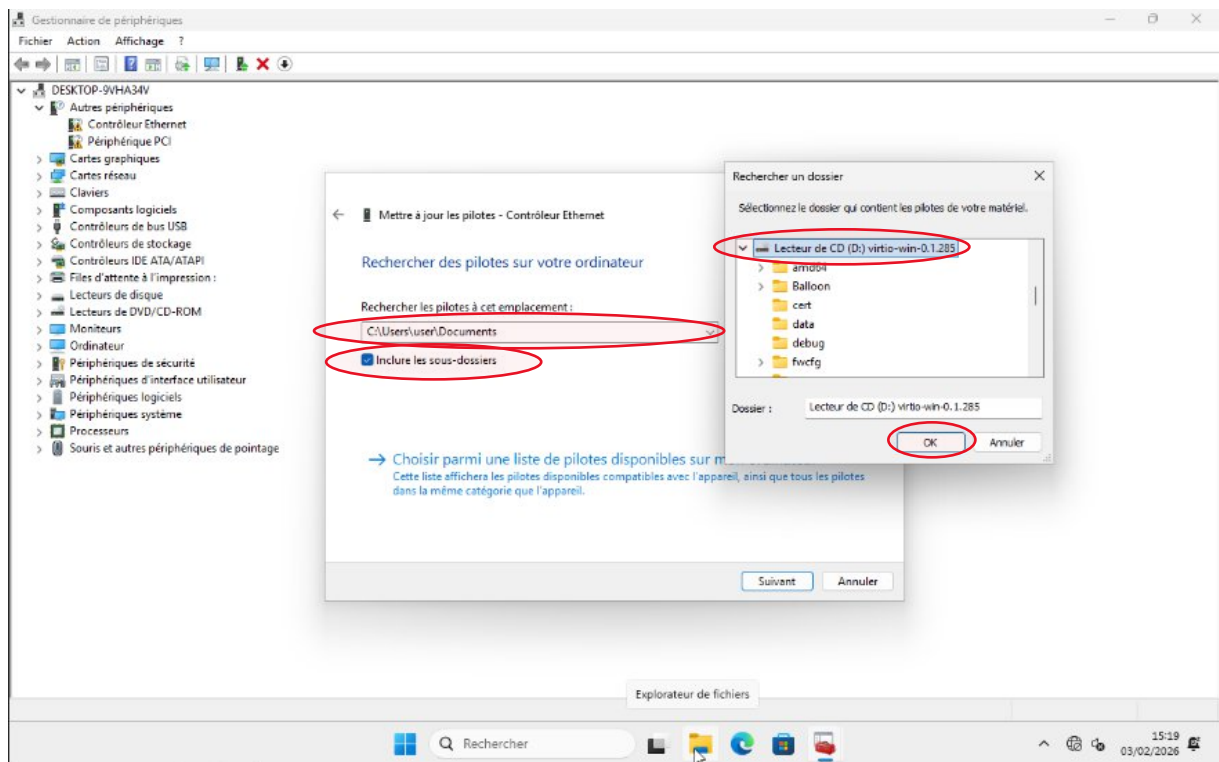 Gestionnaire de périphériques
Fichier Action Affichage ?
DESKTOP-9VHA34V
Autres périphériques
Contrôleur Ethernet
Périphérique PCI
Cartes graphiques
Cartes réseau
Claviers
Composants logiciels
Contrôleurs de bus USB
Contrôleurs de stockage
Contrôleurs IDE ATA/ATAPI
Files d'attente à l'impression :
Lecteurs de disque
Lecteurs de DVD/CD-ROM
Moniteurs
Ordinateur
Périphériques de sécurité
Périphériques d'interface utilisateur
Périphériques logiciels
Périphériques système
Processeurs
Souris et autres périphériques de pointage
Mettre à jour les pilotes - Contrôleur Ethernet
Rechercher des pilotes sur votre ordinateur
Rechercher les pilotes à cet emplacement :
C:\Users\user\Documents
Inclure les sous-dossiers
Choisir parmi une liste de pilotes disponibles sur
Cette liste affichera les pilotes disponibles compatibles avec l'appareil, ainsi que tous les pilotes
dans la même catégorie que l'appareil.
Suivant Annuler
Rechercher un dossier
Sélectionnez le dossier qui contient les pilotes de votre matériel.
Lecteur de CD (D:) virtio-win-0.1.285
amd64
Balloon
cert
data
debug
fwcfg
Dossier : Lecteur de CD (D:) virtio-win-0.1.285
OK Annuler
Explorateur de fichiers
Rechercher
15:19
03/02/2026